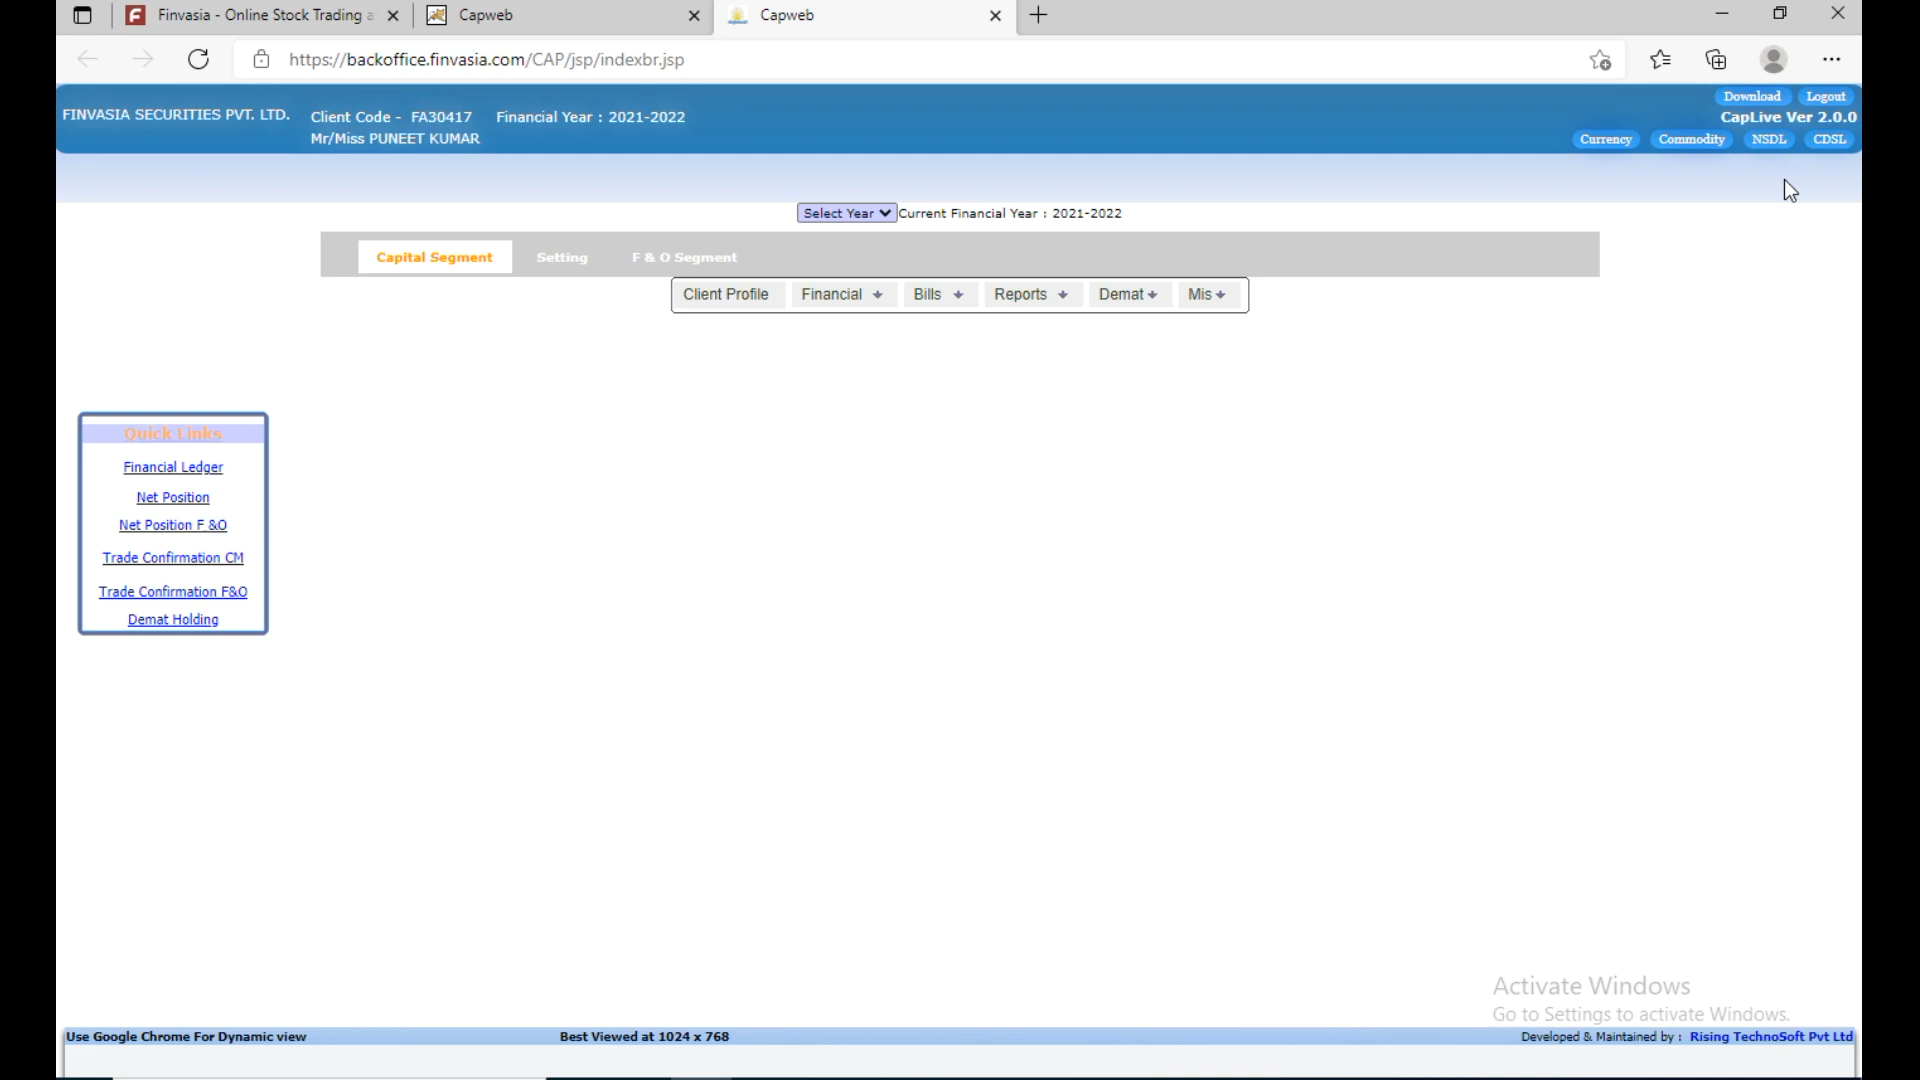 Finvasia - Online Stock Trading a
Capweb
Capweb
https://backoffice.finvasia.com/CAP/jsp/indexbr.jsp
FINVASIA SECURITIES PVT. LTD.
Client Code - FA30417 Financial Year : 2021-2022
Mr/Miss PUNEET KUMAR
Download Logout
CapLive Ver 2.0.0
Currency Commodity NSDL CDSL
Select Year Current Financial Year : 2021-2022
Capital Segment Setting F & O Segment
Client Profile Financial Bills Reports Demat Mis
Quick Links
Financial Ledger
Net Position
Net Position F &O
Trade Confirmation CM
Trade Confirmation F&O
Demat Holding
Activate Windows
Go to Settings to activate Windows.
Use Google Chrome For Dynamic view
Best Viewed at 1024 x 768
Developed & Maintained by : Rising TechnoSoft Pvt Ltd